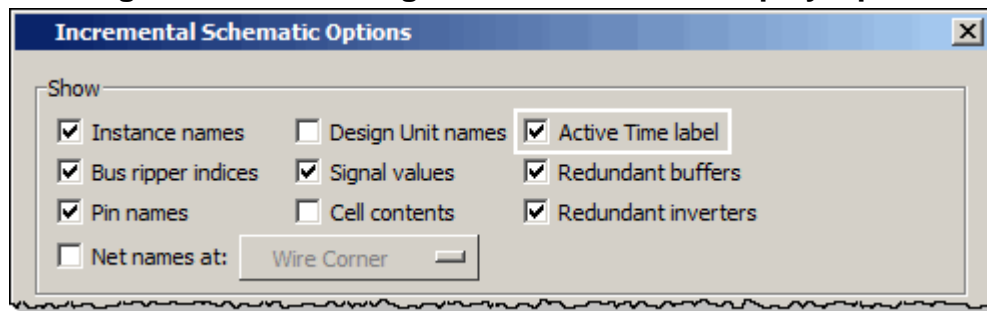 Incremental Schematic Options
Show
Instance names
Design Unit names
Active Time label
Bus ripper indices
Signal values
Redundant buffers
Pin names
Cell contents
Redundant inverters
Net names at:
Wire Corner